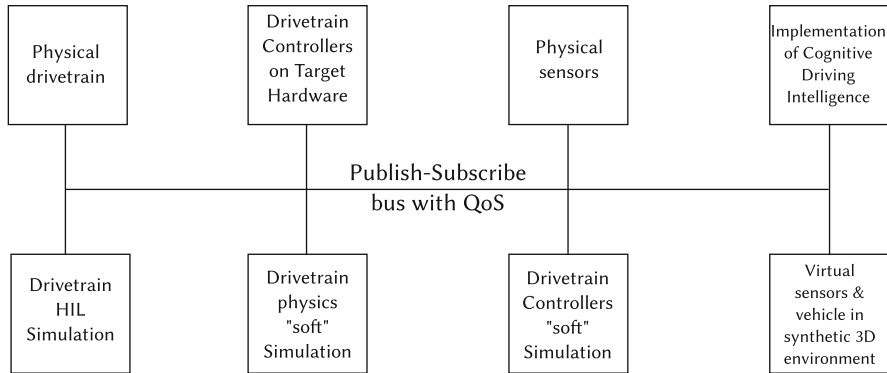 Physical
drivetrain
Drivetrain
Controllers
on Target
Hardware
Physical
sensors
Implementation
of Cognitive
Driving
Intelligence
Publish-Subscribe
bus with QoS
Drivetrain
HIL
Simulation
Drivetrain
physics
"soft"
Simulation
Drivetrain
Controllers
"soft"
Simulation
Virtual
sensors &
vehicle in
synthetic 3D
environment